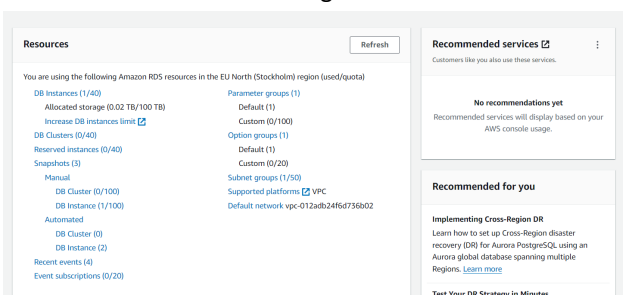 Resources
Refresh
You are using the following Amazon RDS resources in the EU North (Stockholm) region (used/quota)
DB Instances (1/40)
Allocated storage (0.02 TB/100 TB)
Increase DB instances limit
DB Clusters (0/40)
Reserved instances (0/40)
Snapshots (3)
Manual
DB Cluster (0/100)
DB Instance (1/100)
Automated
DB Cluster (0)
DB Instance (2)
Recent events (4)
Event subscriptions (0/20)
Parameter groups (1)
Default (1)
Custom (0/100)
Option groups (1)
Default (1)
Custom (0/20)
Subnet groups (1/50)
Supported platforms VPC
Default network vpc-012adb24f6d736b02
Recommended services
Customers like you also use these services.
No recommendations yet
Recommended services will display based on your
AWS console usage.
Recommended for you
Implementing Cross-Region DR
Learn how to set up Cross-Region disaster
recovery (DR) for Aurora PostgreSQL using an
Aurora global database spanning multiple
Regions. Learn more
Test Your DR Strategy in Minutes